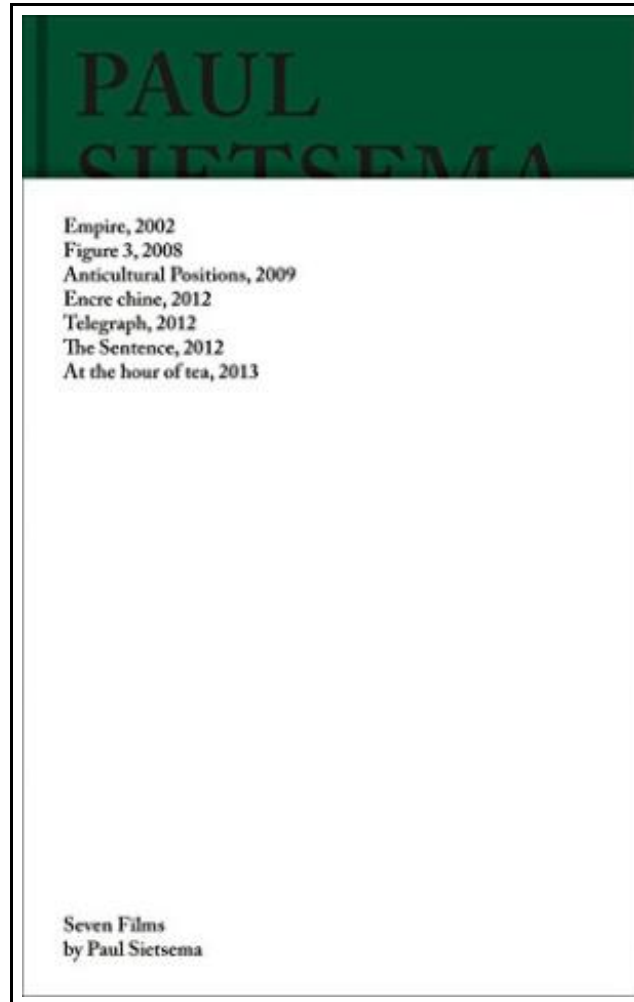 PAUL
SIETSEMA
Empire, 2002
Figure 3, 2008
Anticultural Positions, 2009
Encre chine, 2012
Telegraph, 2012
The Sentence, 2012
At the hour of tea, 2013
Seven Films
by Paul Sietsema